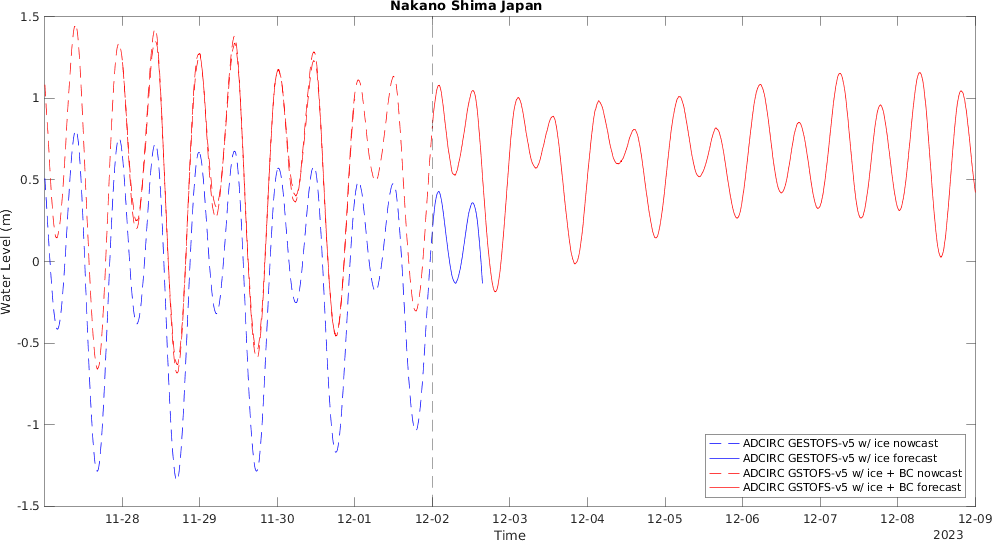 Nakano Shima Japan
Water Level (m)
1.5
1
0.5
0
-0.5
-1
-1.5
ADCIRC GESTOFS-v5 w/ ice nowcast
ADCIRC GESTOFS-v5 w/ ice forecast
ADCIRC GSTOFS-v5 w/ ice + BC nowcast
ADCIRC GSTOFS-v5 w/ ice + BC forecast
11-28 11-29 11-30 12-01 12-02 12-03 12-04 12-05 12-06 12-07 12-08 12-09
Time
2023